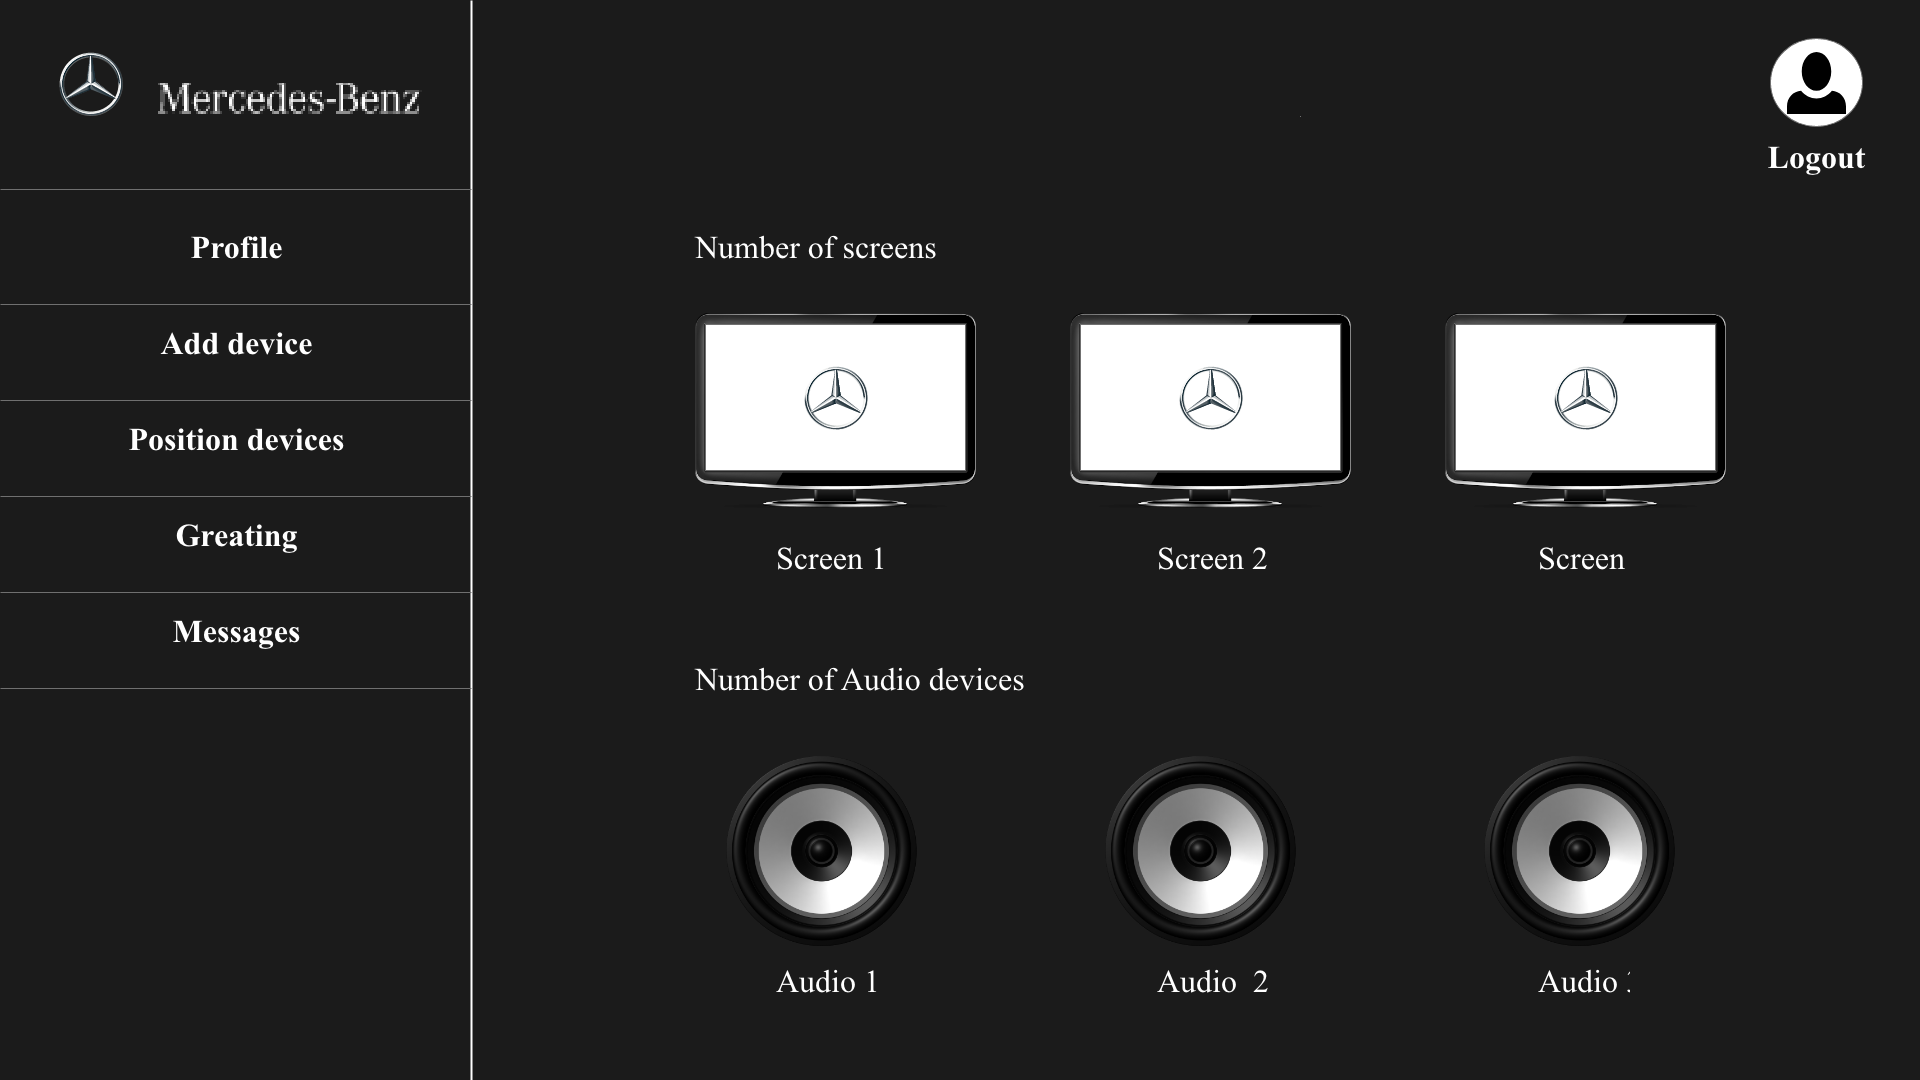 Mercedes-Benz
Logout
Profile
Add device
Position devices
Greating
Messages
Number of screens
Screen 1
Screen 2
Screen
Number of Audio devices
Audio 1
Audio  2
Audio